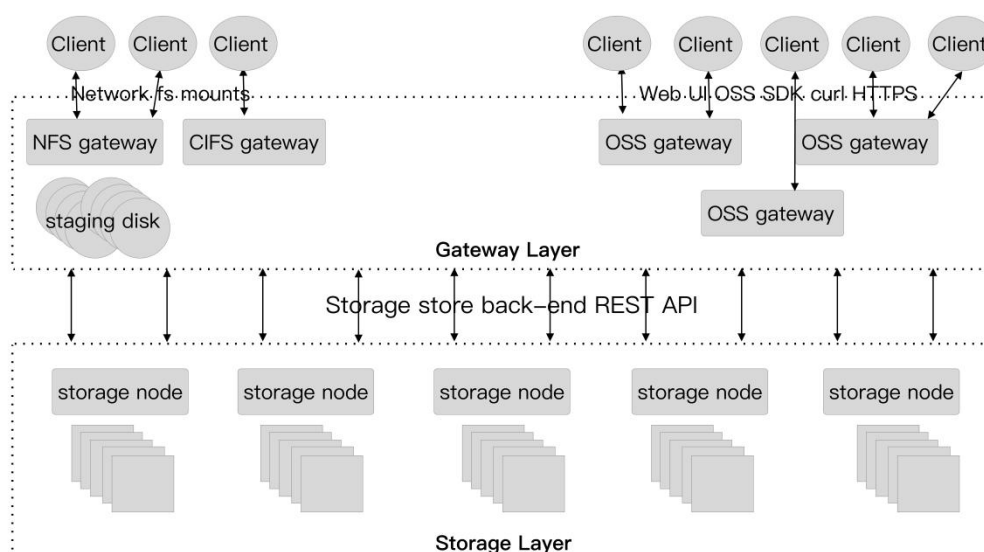 Client Client Client Client Client Client Client Client
Network fs mounts Web UI OSS SDK curl HTTPS
NFS gateway CIFS gateway OSS gateway OSS gateway
staging disk OSS gateway
Gateway Layer
Storage store back-end REST API
storage node storage node storage node storage node storage node
Storage Layer